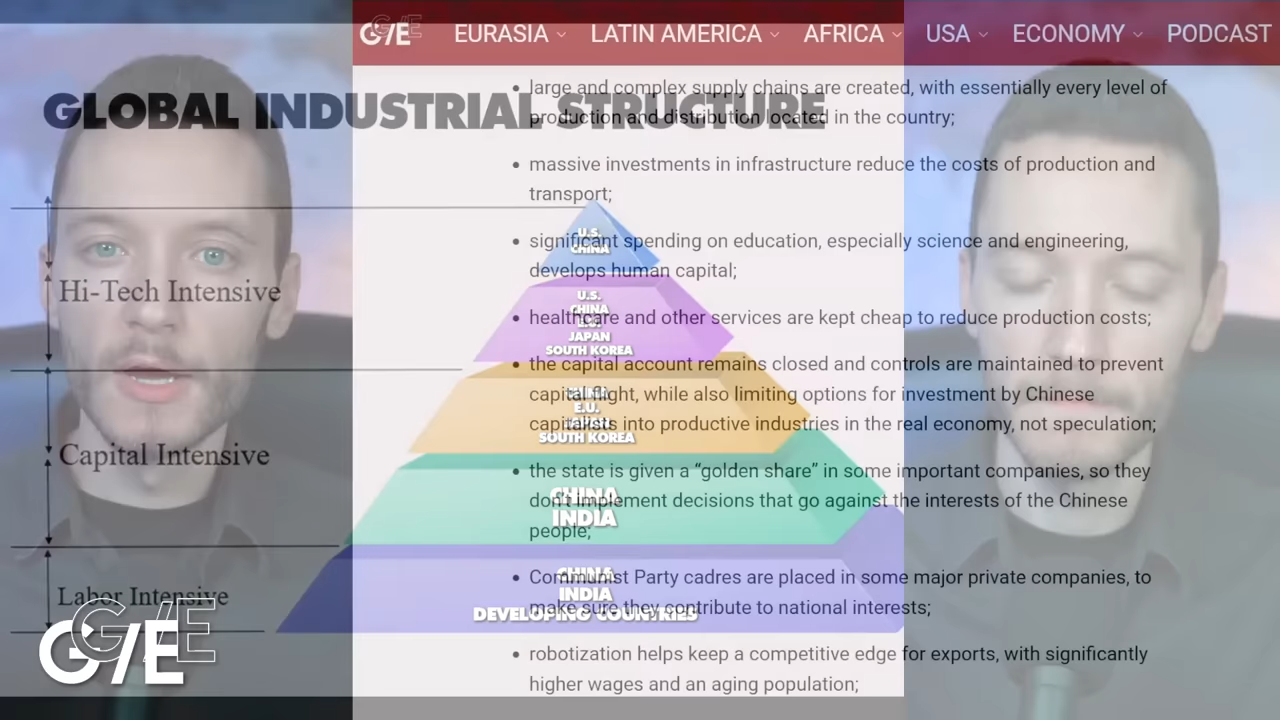 G/E
EURASIA
LATIN AMERICA
AFRICA
USA
ECONOMY
PODCAST
GLOBAL INDUSTRIAL STRUCTURE
Hi-Tech Intensive
Capital Intensive
Labor Intensive
U.S.
CHINA
U.S.
CHINA
E.U.
JAPAN
SOUTH KOREA
CHINA
E.U.
JAPAN
SOUTH KOREA
CHINA
INDIA
CHINA
INDIA
DEVELOPING COUNTRIES
• large and complex supply chains are created, with essentially every level of
production and distribution located in the country;
• massive investments in infrastructure reduce the costs of production and
transport;
• significant spending on education, especially science and engineering,
develops human capital;
• healthcare and other services are kept cheap to reduce production costs;
• the capital account remains closed and controls are maintained to prevent
capital flight, while also limiting options for investment by Chinese
capitalists into productive industries in the real economy, not speculation;
• the state is given a “golden share” in some important companies, so they
don't implement decisions that go against the interests of the Chinese
people;
• Communist Party cadres are placed in some major private companies, to
make sure they contribute to national interests;
• robotization helps keep a competitive edge for exports, with significantly
higher wages and an aging population;
G/E
G/E